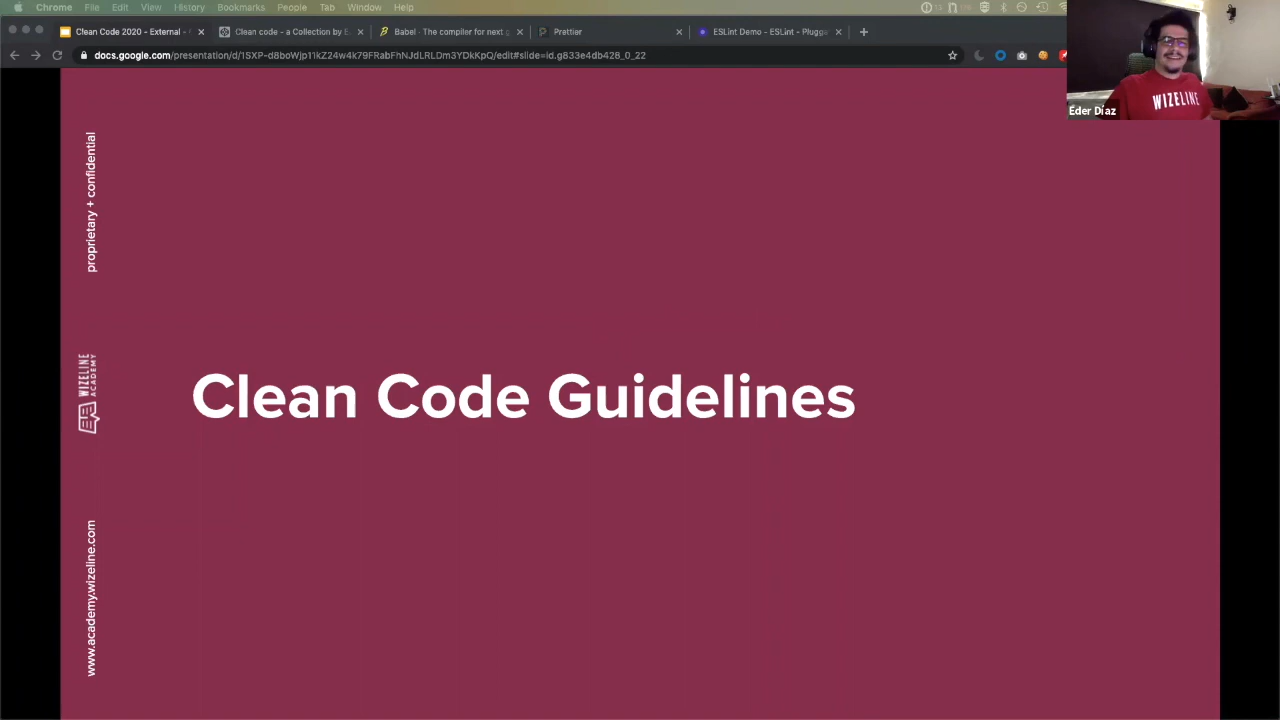 Chrome File Edit View History Bookmarks People Tab Window Help
Clean Code 2020 - External -
Clean code - a Collection by E
Babel · The compiler for next g
Prettier
ESLint Demo - ESLint - Plugga
docs.google.com/presentation/d/1SXP-d8boWjp11kZ24w4k79FRabFhNJdLRLDm3YDkKpQ/edit#slide=id.g833e4db428_0_22
WIZELINE
Eder Díaz
proprietary + confidential
WIZELINE
ACADEMY
Clean Code Guidelines
www.academy.wizeline.com